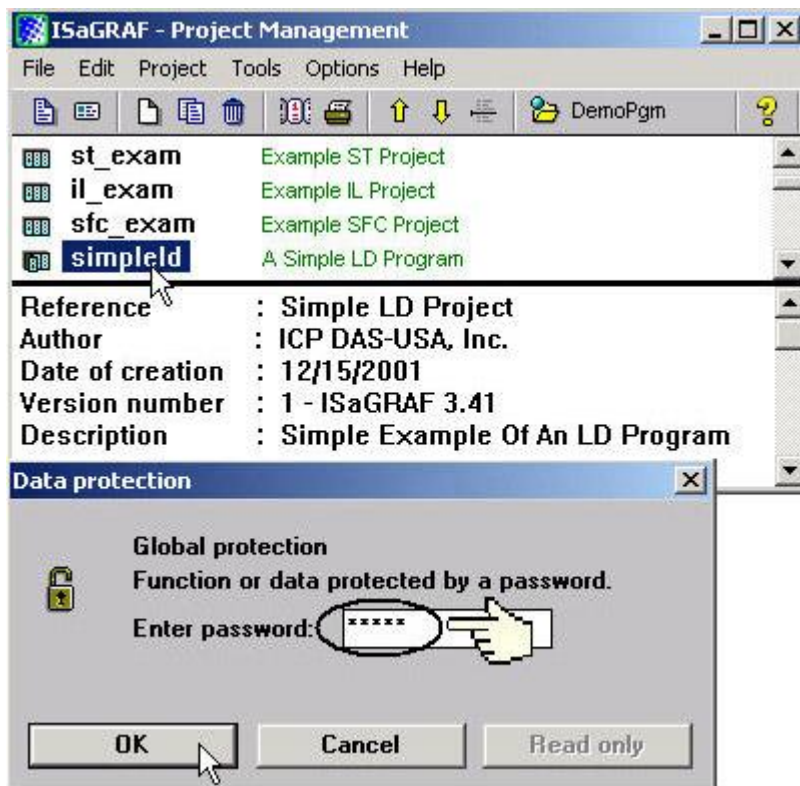 ISaGRAF - Project Management
File Edit Project Tools Options Help
DemoPgm
st_exam Example ST Project
il_exam Example IL Project
sfc_exam Example SFC Project
simpleld A Simple LD Program
Reference : Simple LD Project
Author : ICP DAS-USA, Inc.
Date of creation : 12/15/2001
Version number : 1 - ISaGRAF 3.41
Description : Simple Example Of An LD Program
Data protection
Global protection
Function or data protected by a password.
Enter password: *****
OK Cancel Read only